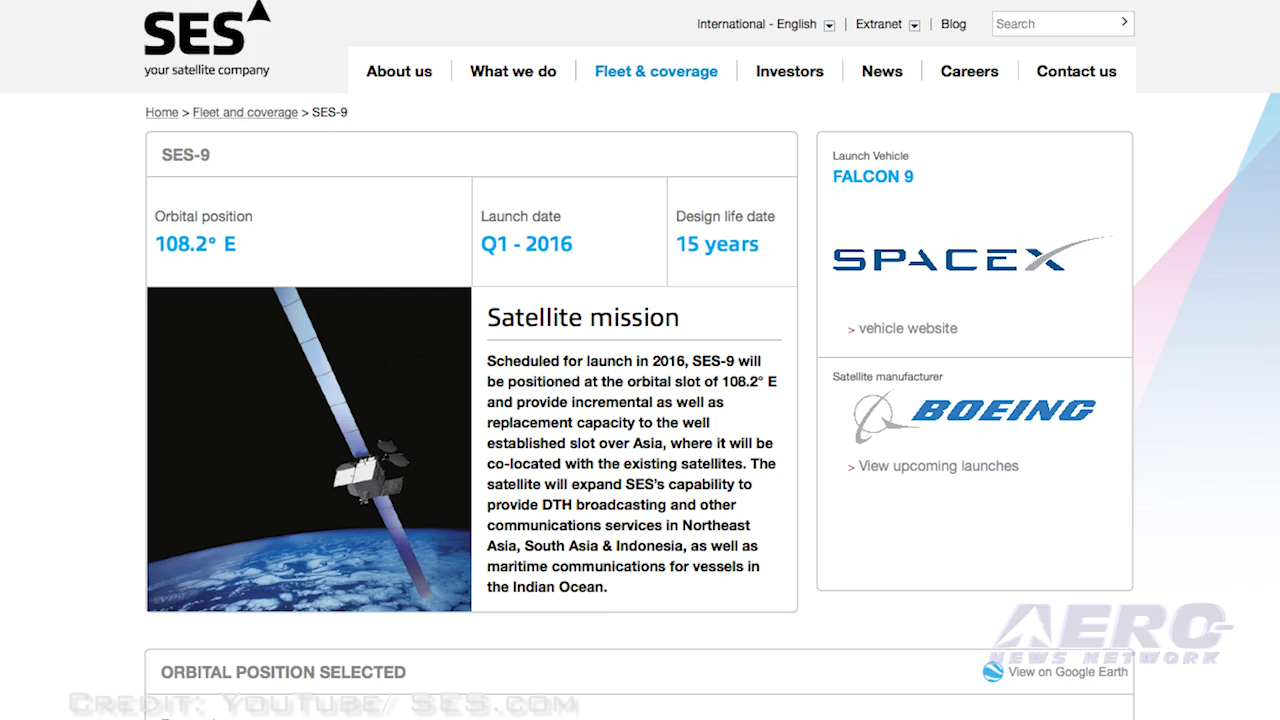 SES
your satellite company
International - English | Extranet | Blog
Search
About us
What we do
Fleet & coverage
Investors
News
Careers
Contact us
Home > Fleet and coverage > SES-9
SES-9
Orbital position
108.2° E
Launch date
Q1 - 2016
Design life date
15 years
Satellite mission
Scheduled for launch in 2016, SES-9 will
be positioned at the orbital slot of 108.2° E
and provide incremental as well as
replacement capacity to the well
established slot over Asia, where it will be
co-located with the existing satellites. The
satellite will expand SES's capability to
provide DTH broadcasting and other
communications services in Northeast
Asia, South Asia & Indonesia, as well as
maritime communications for vessels in
the Indian Ocean.
Launch Vehicle
FALCON 9
SPACEX
> vehicle website
Satellite manufacturer
BOEING
> View upcoming launches
AERO-
NEWS NETWORK
ORBITAL POSITION SELECTED
View on Google Earth
Credit: YouTube/ SES.com